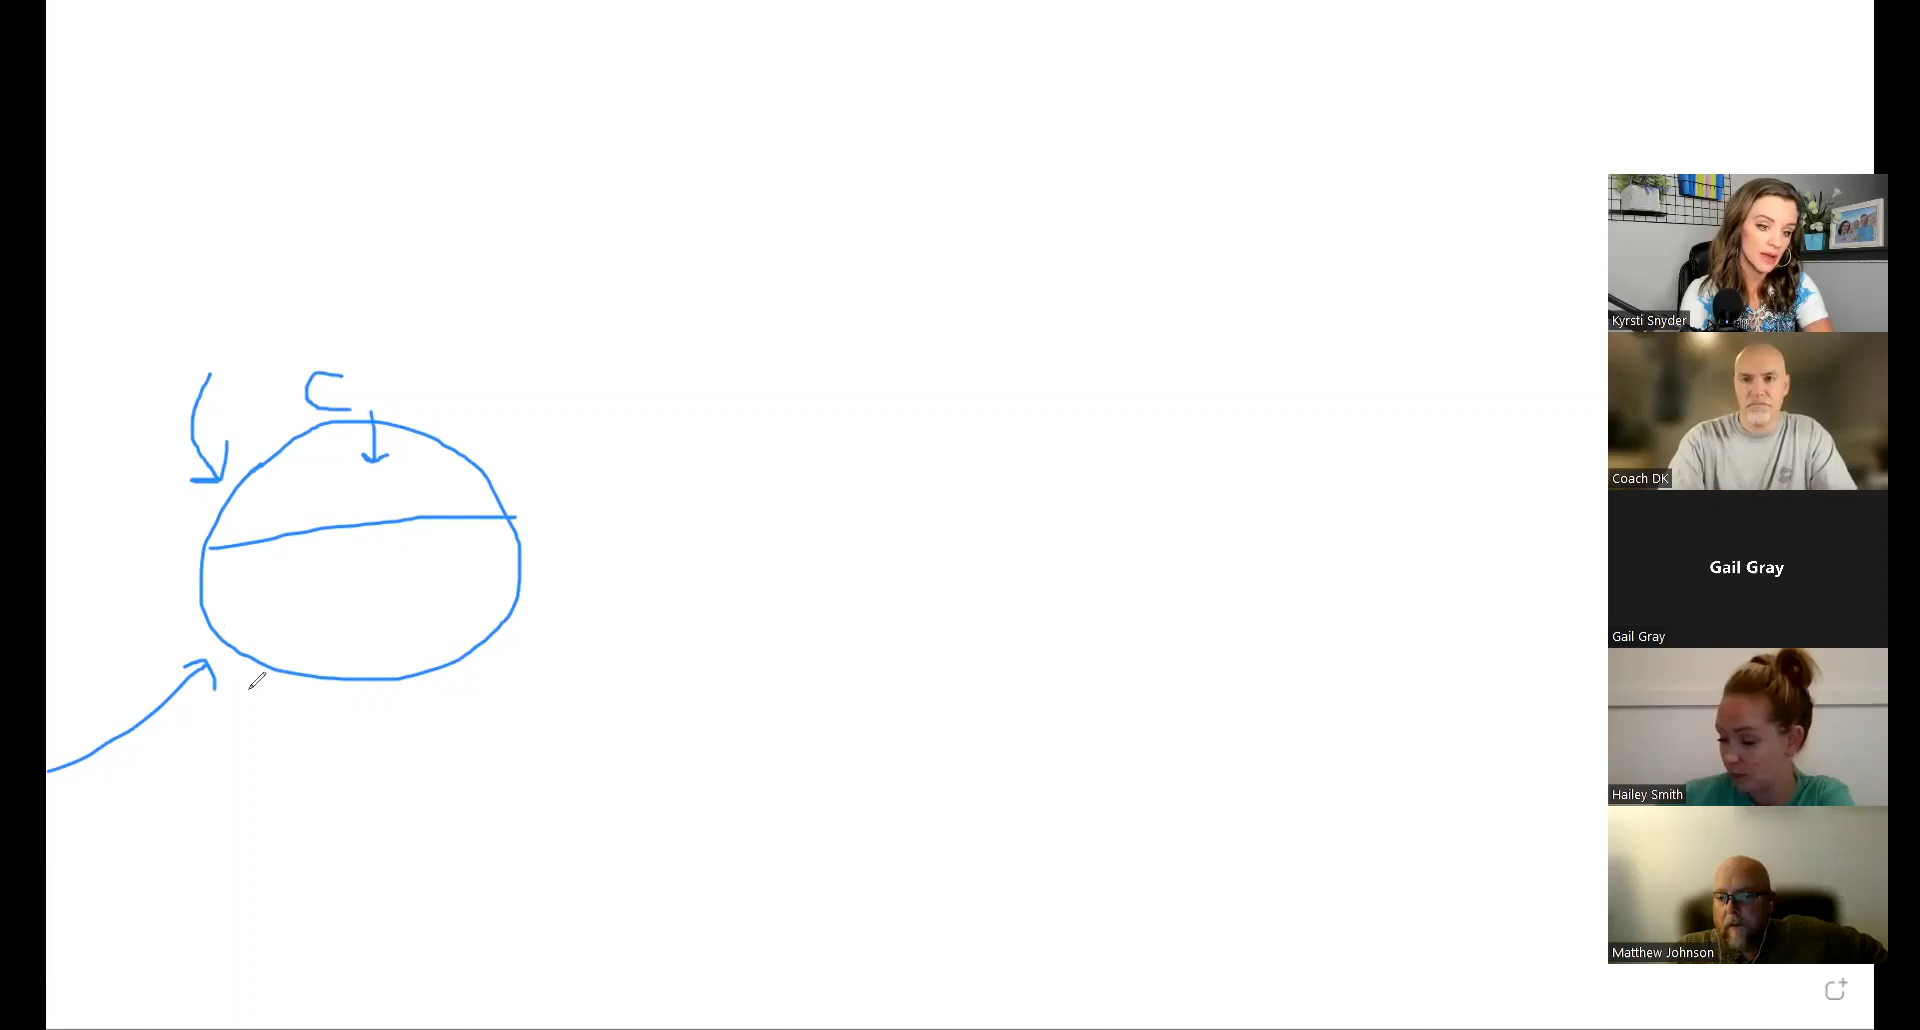 C
Kyrsti Snyder
Coach DK
Gail Gray
Gail Gray
Hailey Smith
Matthew Johnson